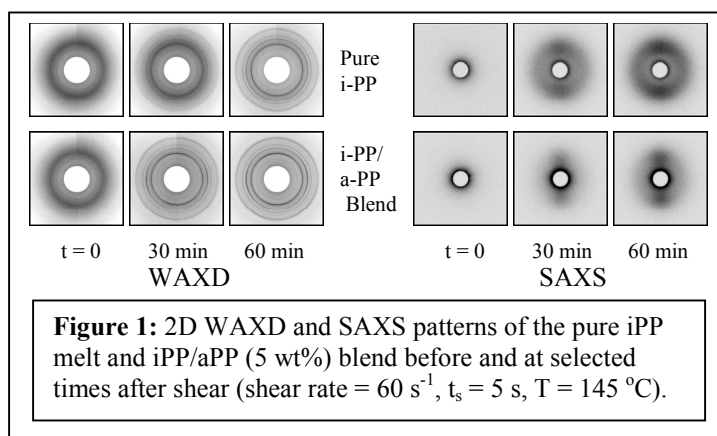 Pure
i-PP
i-PP/
a-PP
Blend
t = 0 30 min 60 min
WAXD
t = 0 30 min 60 min
SAXS
Figure 1: 2D WAXD and SAXS patterns of the pure iPP
melt and iPP/aPP (5 wt%) blend before and at selected
times after shear (shear rate = 60 s⁻¹, tₛ = 5 s, T = 145 °C).